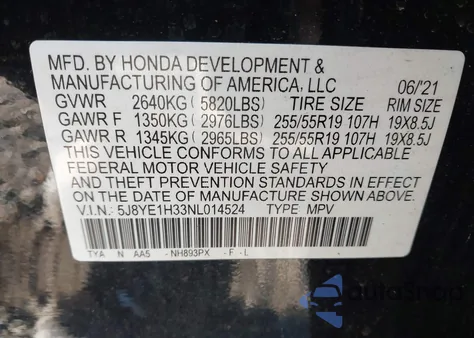 MFD. BY HONDA DEVELOPMENT &
MANUFACTURING OF AMERICA, LLC 06/'21
GVWR 2640KG (5820LBS) TIRE SIZE RIM SIZE
GAWR F 1350KG (2976LBS) 255/55R19 107H 19X8.5J
GAWR R 1345KG (2965LBS) 255/55R19 107H 19X8.5J
THIS VEHICLE CONFORMS TO ALL APPLICABLE
FEDERAL MOTOR VEHICLE SAFETY
AND THEFT PREVENTION STANDARDS IN EFFECT ON
THE DATE OF MANUFACTURE SHOWN ABOVE.
V.I.N.: 5J8YE1H33NL014524 TYPE: MPV
TYA N AA5 - NH893PX - F - L
AutoShop